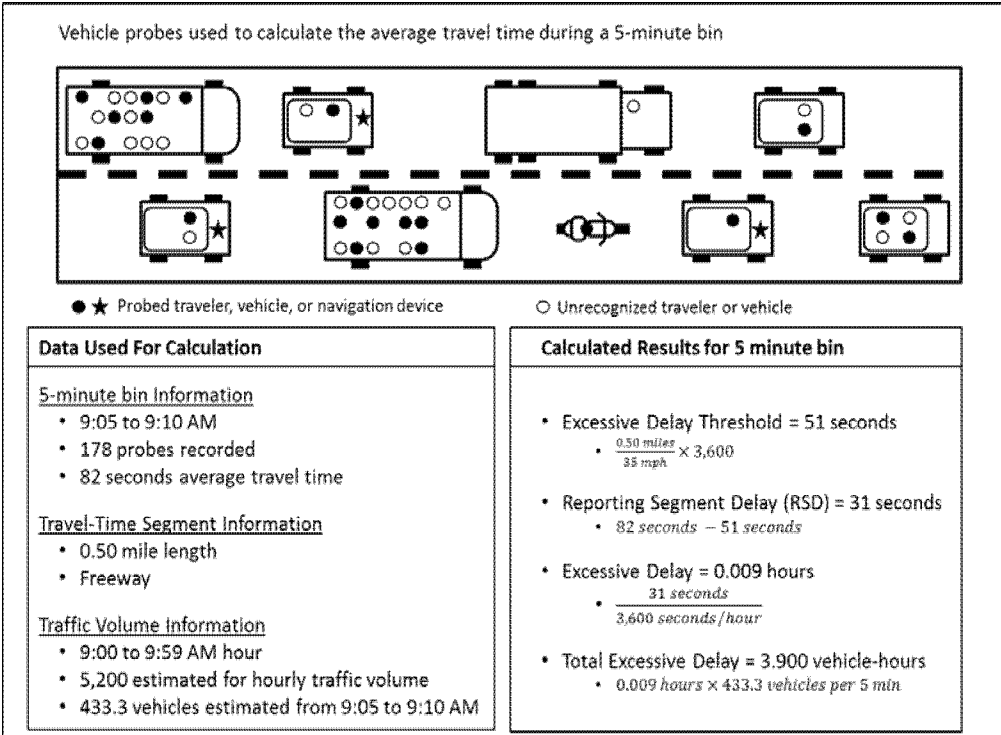 Vehicle probes used to calculate the average travel time during a 5-minute bin
● ★ Probed traveler, vehicle, or navigation device
○ Unrecognized traveler or vehicle
Data Used For Calculation
5-minute bin Information
• 9:05 to 9:10 AM
• 178 probes recorded
• 82 seconds average travel time
Travel-Time Segment Information
• 0.50 mile length
• Freeway
Traffic Volume Information
• 9:00 to 9:59 AM hour
• 5,200 estimated for hourly traffic volume
• 433.3 vehicles estimated from 9:05 to 9:10 AM
Calculated Results for 5 minute bin
• Excessive Delay Threshold = 51 seconds
• 0.50 miles
35 mph × 3,600
• Reporting Segment Delay (RSD) = 31 seconds
• 82 seconds − 51 seconds
• Excessive Delay = 0.009 hours
• 31 seconds
3,600 seconds/hour
• Total Excessive Delay = 3.900 vehicle-hours
• 0.009 hours × 433.3 vehicles per 5 min